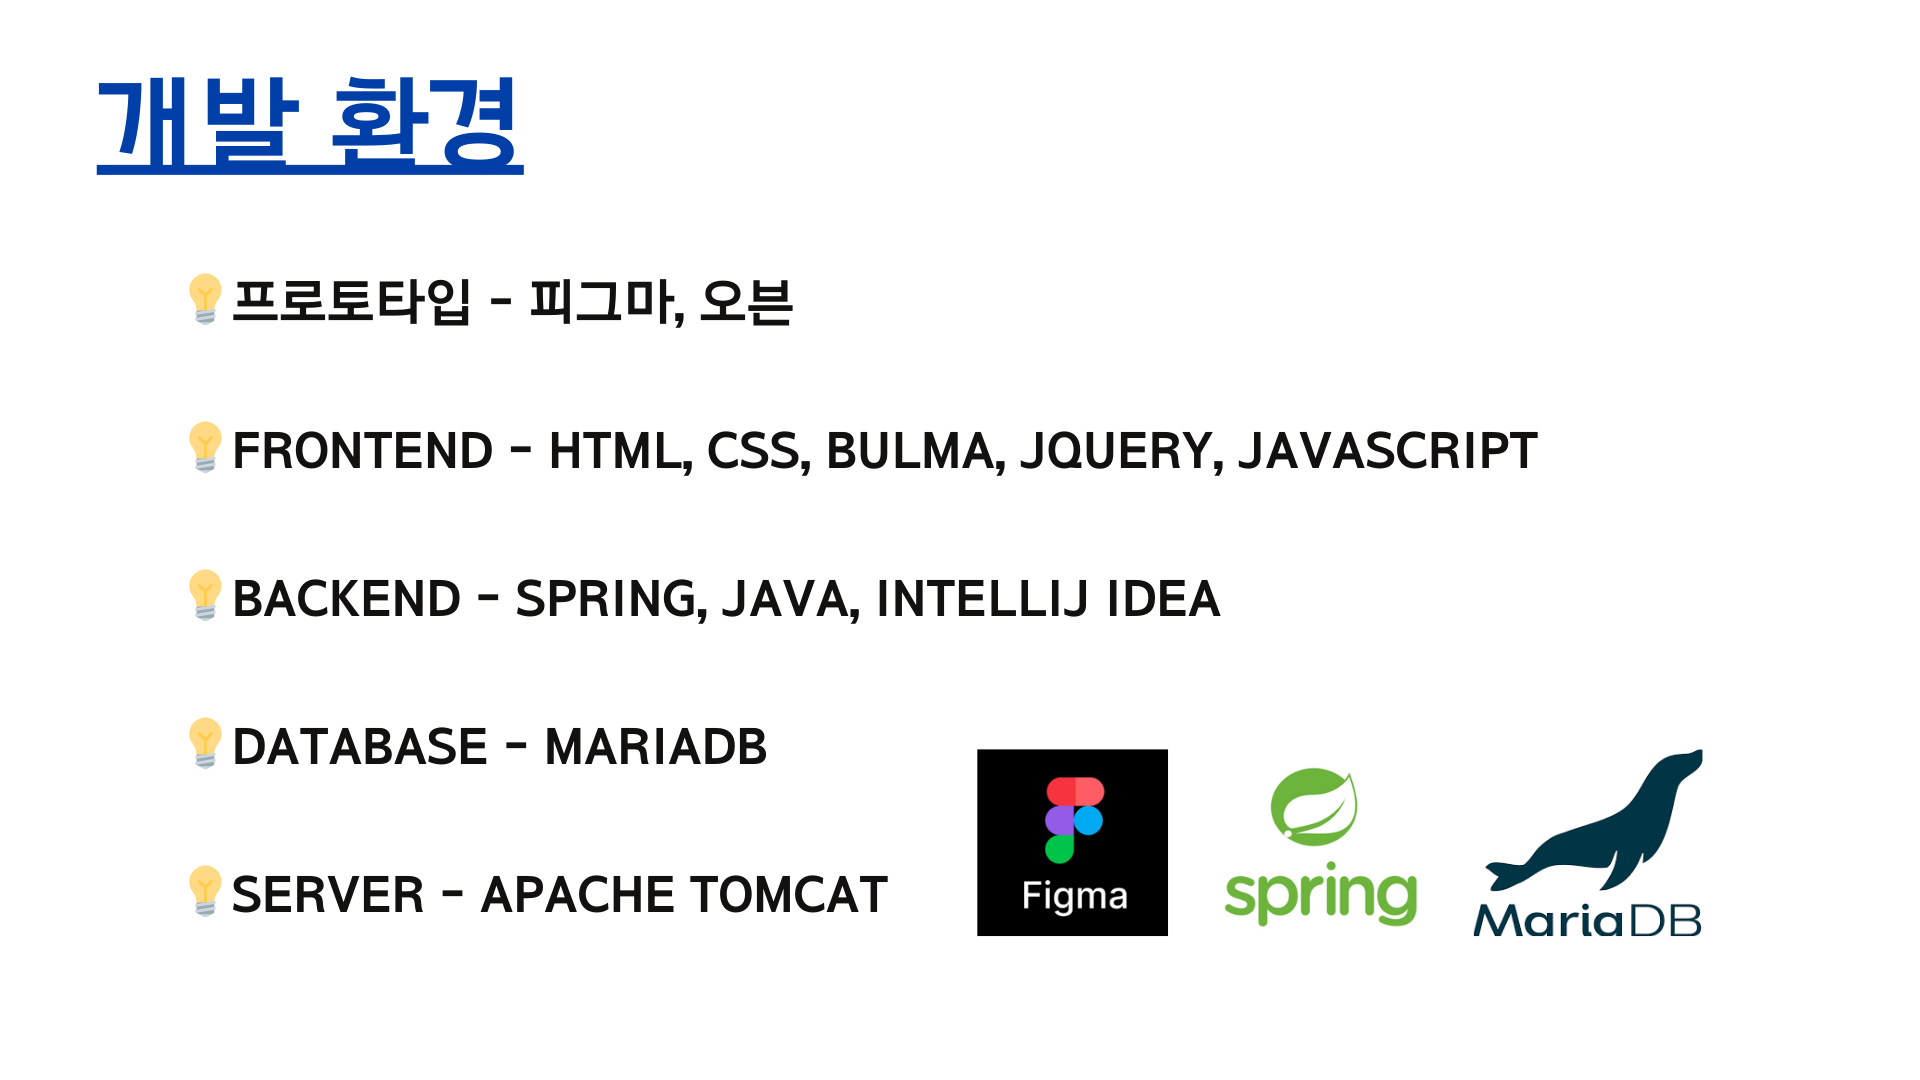 개발 환경
프로토타입 - 피그마, 오븐
FRONTEND - HTML, CSS, BULMA, JQUERY, JAVASCRIPT
BACKEND - SPRING, JAVA, INTELLIJ IDEA
DATABASE - MARIADB
SERVER - APACHE TOMCAT
Figma
spring
MariaDB